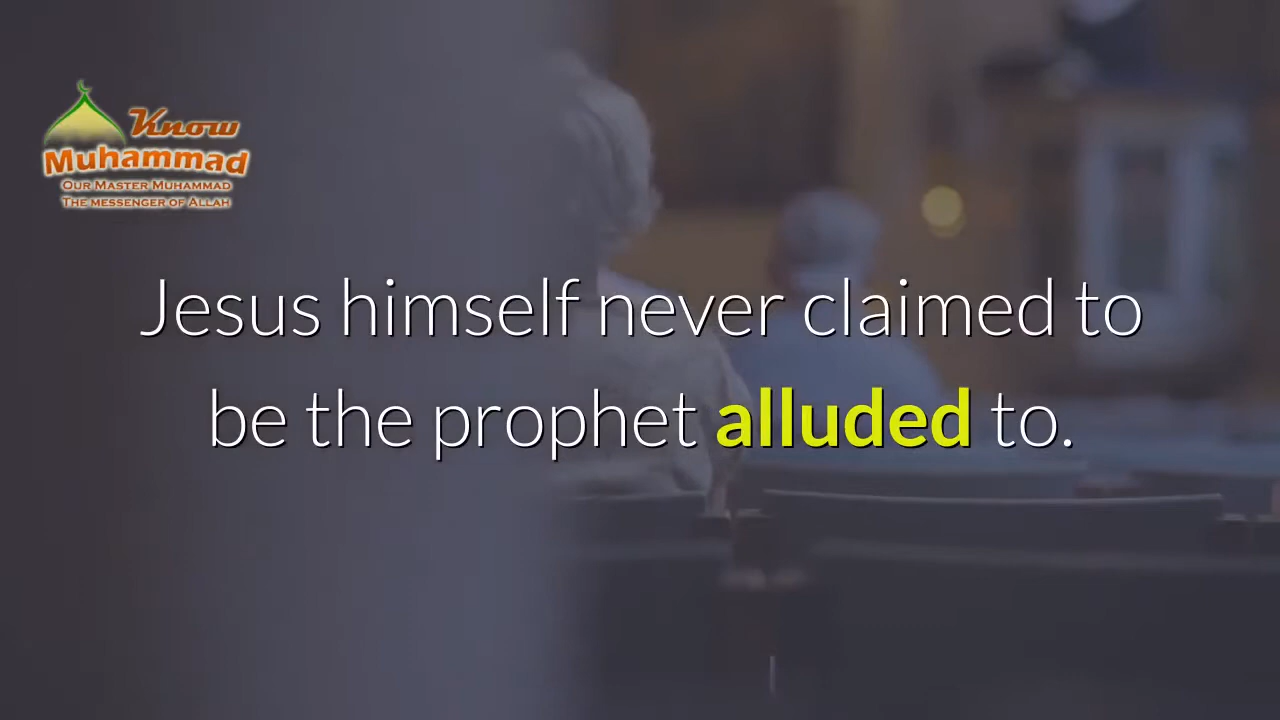 Know
Muhammad
Our Master Muhammad
The messenger of Allah
Jesus himself never claimed to
be the prophet alluded to.